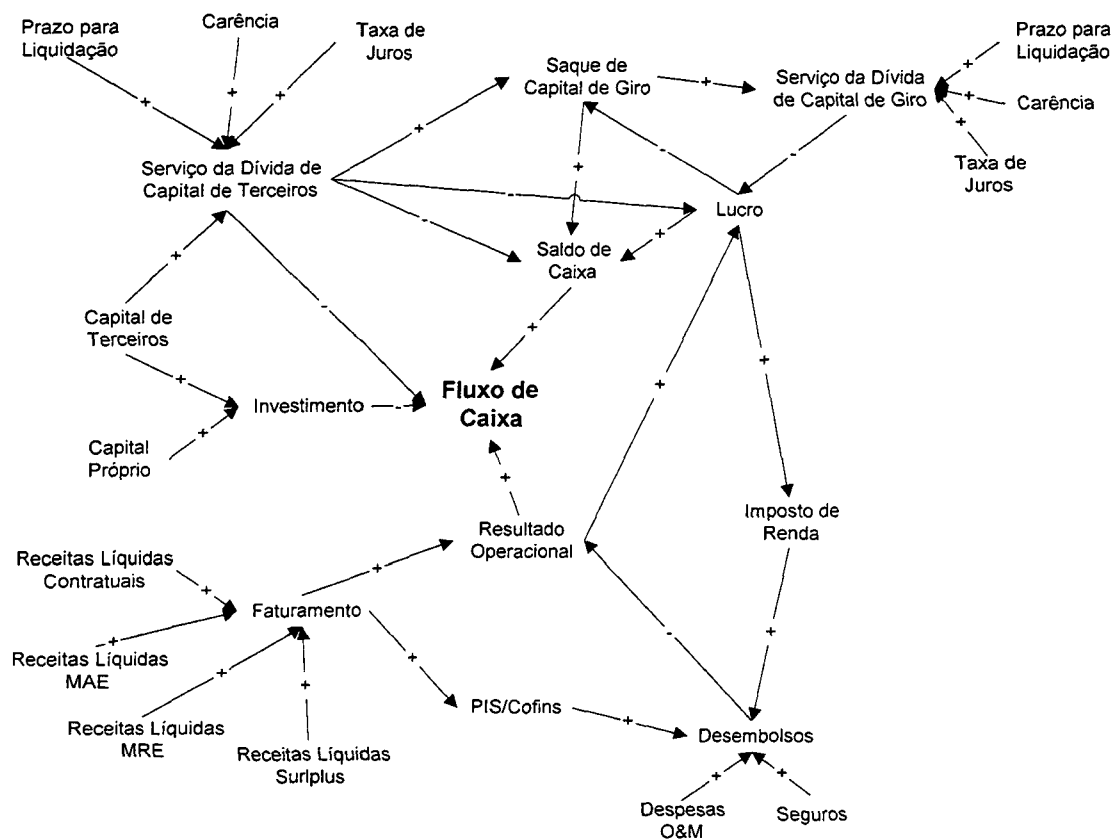 Prazo para
Liquidação
Carência
Taxa de
Juros
Saque de
Capital de Giro
Serviço da Dívida
de Capital de Giro
Prazo para
Liquidação
Carência
Taxa de
Juros
Serviço da Dívida de
Capital de Terceiros
Lucro
Saldo de
Caixa
Capital de
Terceiros
Investimento
Fluxo de
Caixa
Capital
Próprio
Resultado
Operacional
Imposto de
Renda
Receitas Líquidas
Contratuais
Faturamento
Receitas Líquidas
MAE
Receitas Líquidas
MRE
Receitas Líquidas
Surlplus
PIS/Cofins
Desembolsos
Despesas
O&M
Seguros